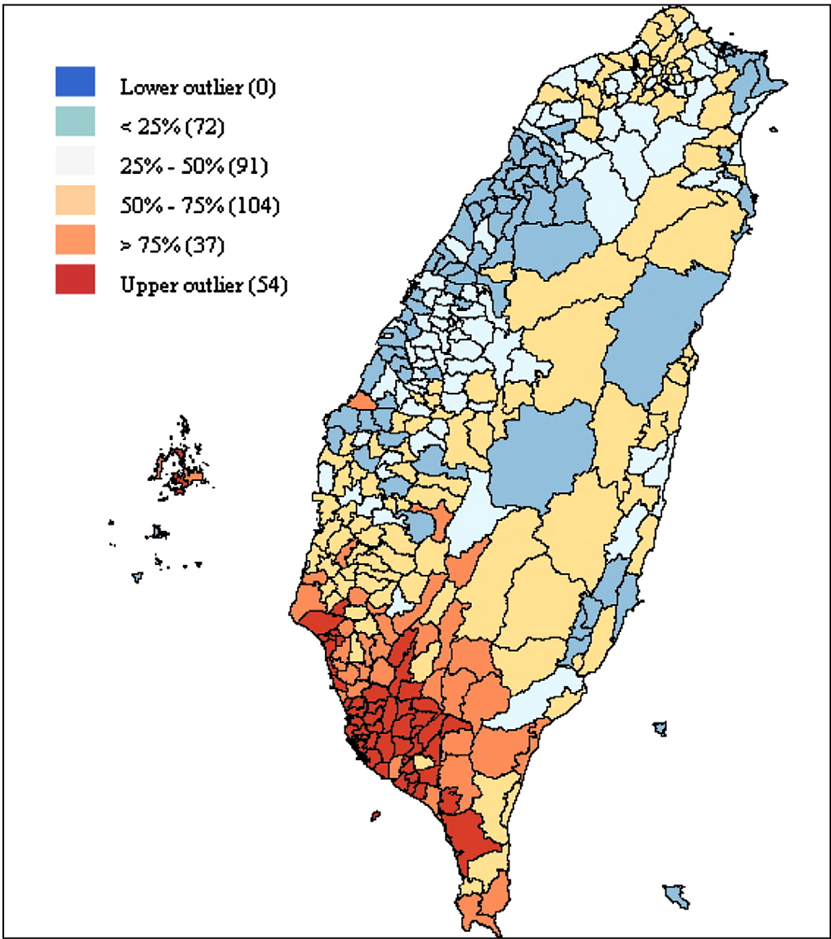 Lower outlier (0)
< 25% (72)
25% - 50% (91)
50% - 75% (104)
> 75% (37)
Upper outlier (54)